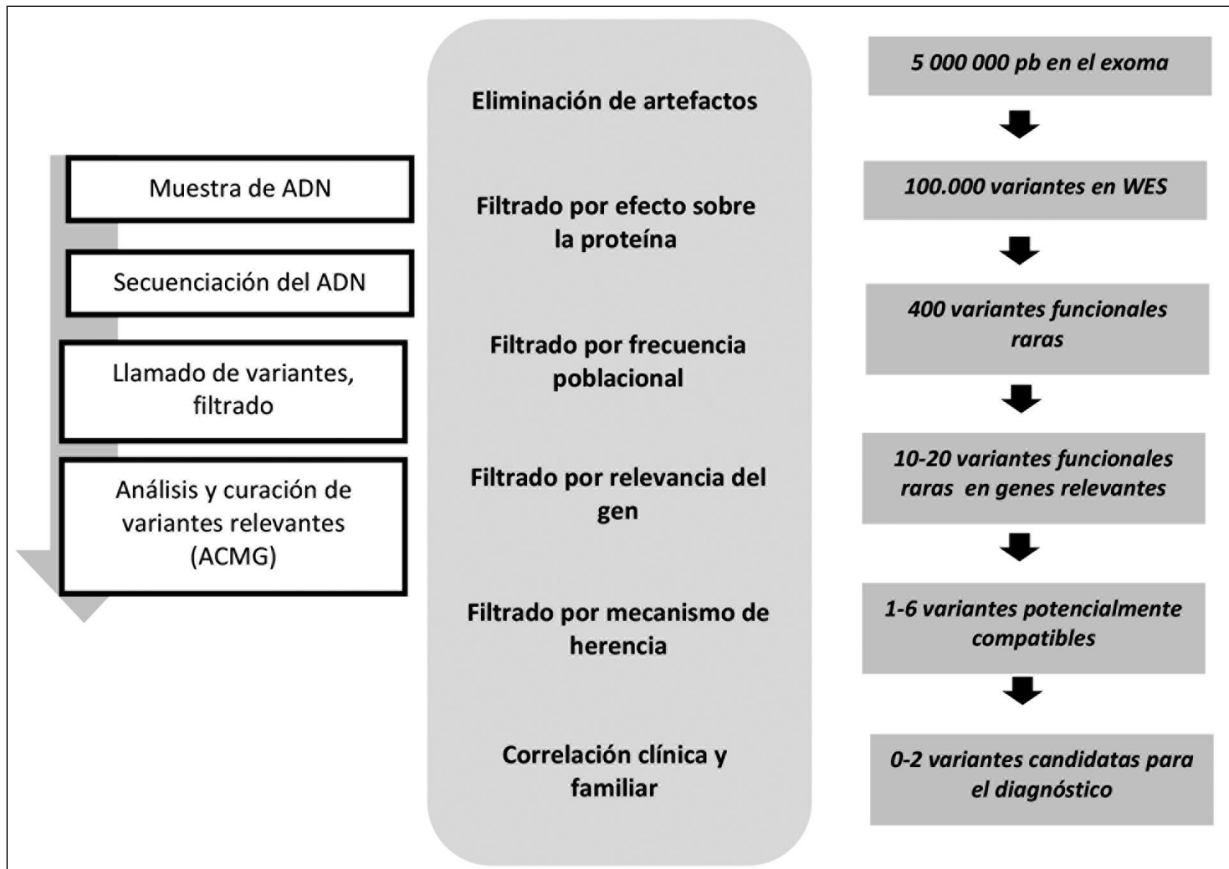 Muestra de ADN
Secuenciación del ADN
Llamado de variantes,
filtrado
Análisis y curación de
variantes relevantes
(ACMG)
Eliminación de artefactos
Filtrado por efecto sobre
la proteína
Filtrado por frecuencia
poblacional
Filtrado por relevancia del
gen
Filtrado por mecanismo de
herencia
Correlación clínica y
familiar
5 000 000 pb en el exoma
100.000 variantes en WES
400 variantes funcionales
raras
10-20 variantes funcionales
raras en genes relevantes
1-6 variantes potencialmente
compatibles
0-2 variantes candidatas para
el diagnóstico